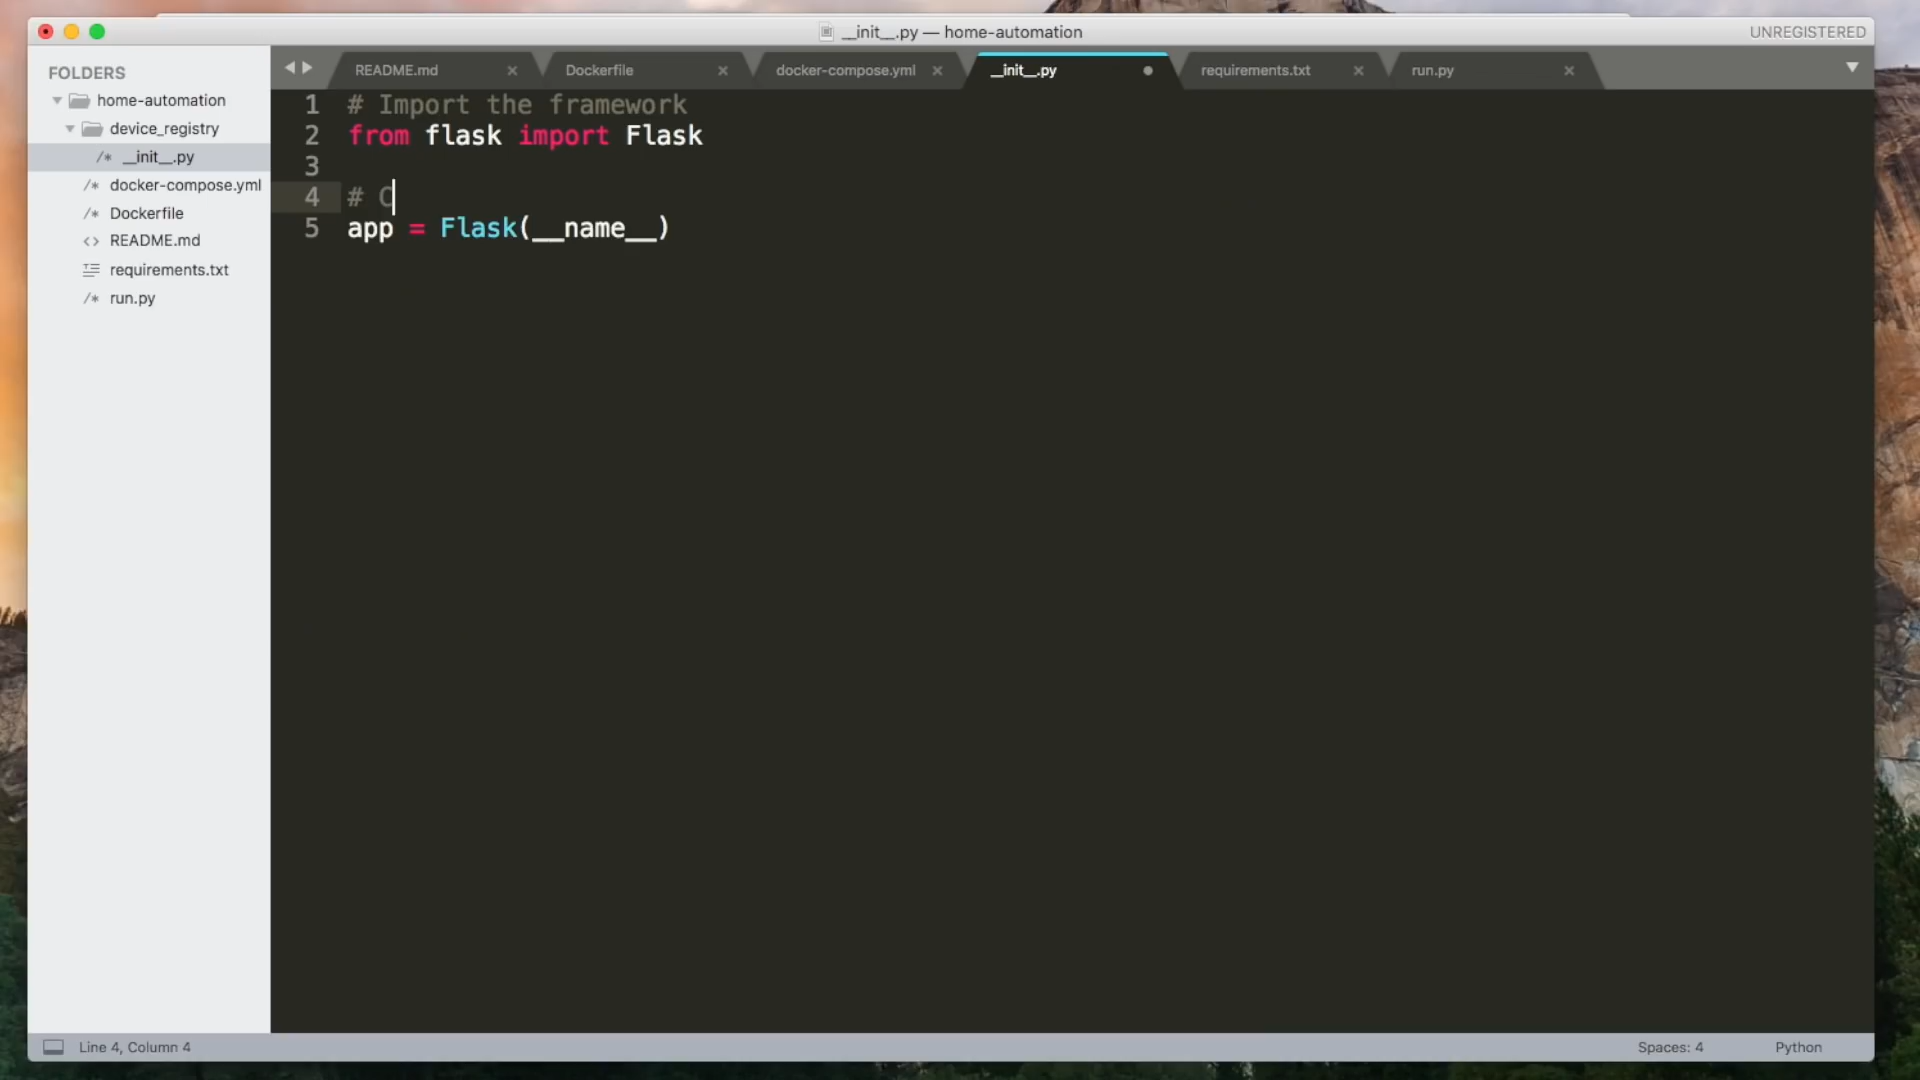 __init__.py — home-automation
UNREGISTERED
FOLDERS
home-automation
device_registry
/* __init__.py
/* docker-compose.yml
/* Dockerfile
<> README.md
requirements.txt
/* run.py
README.md
Dockerfile
docker-compose.yml
__init__.py
requirements.txt
run.py
1 # Import the framework
2 from flask import Flask
3
4 # C
5 app = Flask(__name__)
Line 4, Column 4
Spaces: 4
Python